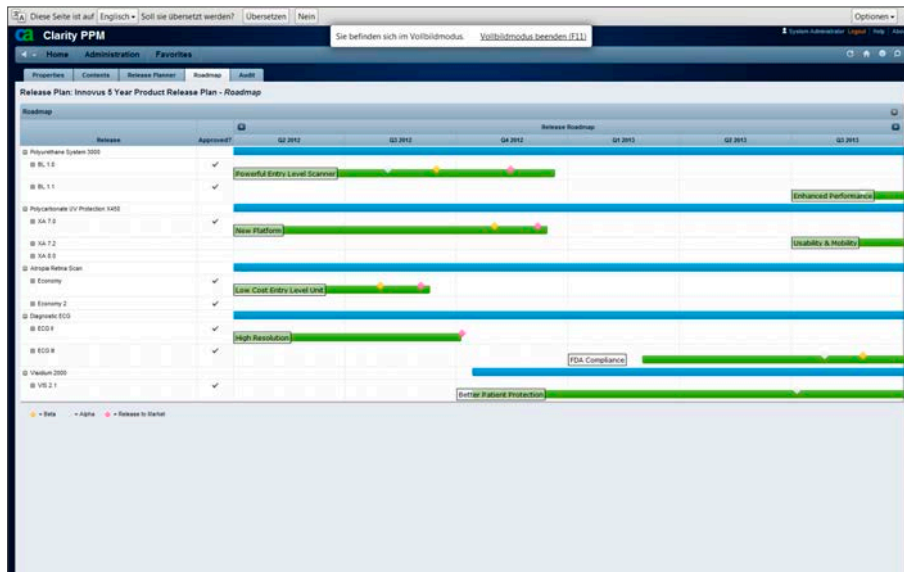 Diese Seite ist auf Englisch Soll sie übersetzt werden? Übersetzen Nein Optionen
Sie befinden sich im Vollbildmodus. Vollbildmodus beenden (F11)
ca Clarity PPM System Administrator Logout Help
Home Administration Favorites
Properties Contents Release Planner Roadmap Audit
Release Plan: Innovus 5 Year Product Release Plan - Roadmap
Roadmap
Release Roadmap
Release Approved? Q2 2012 Q3 2012 Q4 2012 Q1 2013 Q2 2013 Q3 2013
Polyurethane System 3000
BL 1.0
Powerful Entry Level Scanner
BL 1.1
Enhanced Performance
Polycarbonate UV Protection X450
XA 7.0
New Platform
XA 7.2
Usability & Mobility
XA 8.0
Retina Scan
Economy
Low Cost Entry Level Unit
Economy 2
Diagnostic ECG
ECG II
High Resolution
ECG III
FDA Compliance
2000
VIS 2.1
Better Patient Protection
= Beta = Alpha = Release to Market